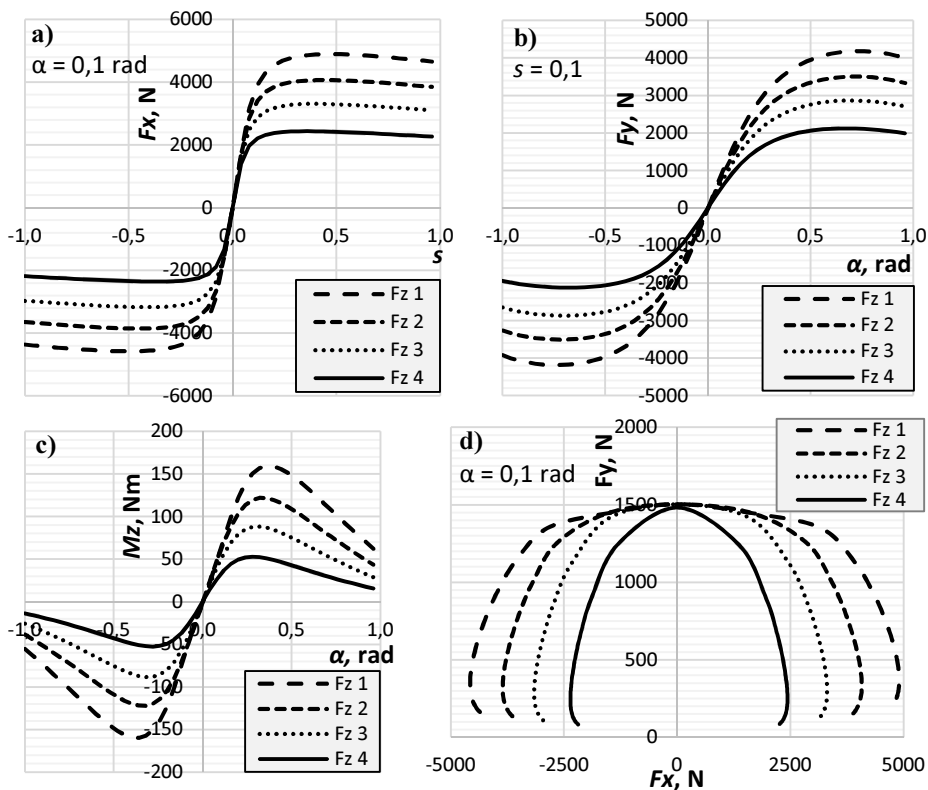 a)
α = 0,1 rad
Fx, N
6000
4000
2000
0
-2000
-4000
-6000
-1,0 -0,5 0,0 0,5 1,0
s
Fz 1
Fz 2
Fz 3
Fz 4
b)
s = 0,1
Fy, N
5000
4000
3000
2000
1000
0
-1000
-2000
-3000
-4000
-5000
-1,0 -0,5 0,0 0,5 1,0
α, rad
Fz 1
Fz 2
Fz 3
Fz 4
c)
Mz, Nm
200
150
100
50
0
-50
-100
-150
-200
-1,0 -0,5 0,0 0,5 1,0
α, rad
Fz 1
Fz 2
Fz 3
Fz 4
d)
α = 0,1 rad
Fy, N
2000
1500
1000
500
0
-5000 -2500 0 2500 5000
Fx, N
Fz 1
Fz 2
Fz 3
Fz 4